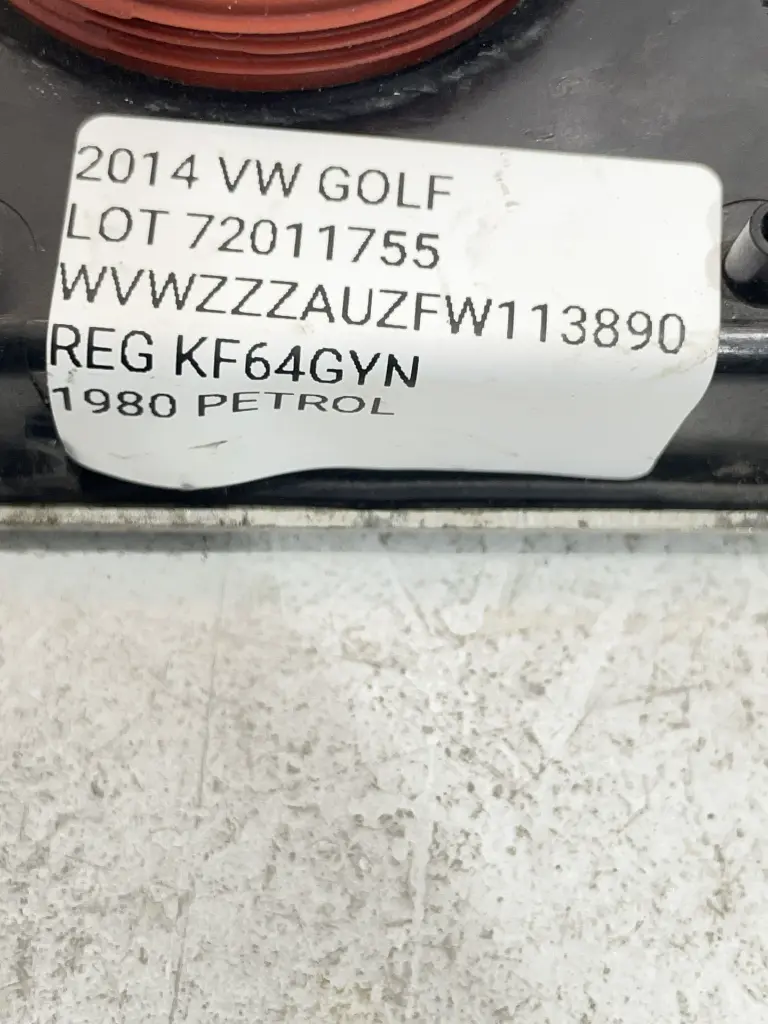 2014 VW GOLF
LOT 72011755
WVWZZZAUZFW113890
REG KF64GYN
1980 PETROL